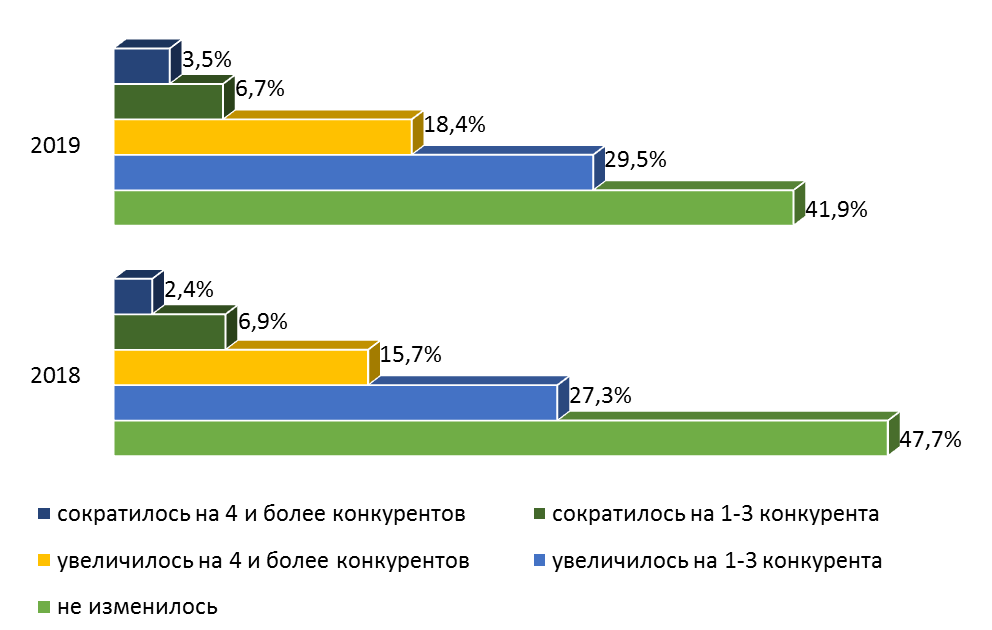 3,5%
6,7%
18,4%
2019
29,5%
41,9%
2,4%
6,9%
15,7%
2018
27,3%
47,7%
сократилось на 4 и более конкурентов
сократилось на 1-3 конкурента
увеличилось на 4 и более конкурентов
увеличилось на 1-3 конкурента
не изменилось